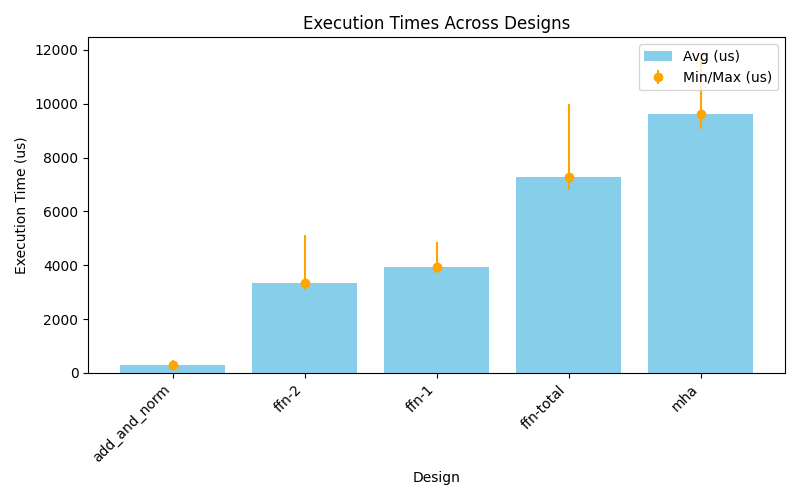 Execution Times Across Designs
Avg (us)
Min/Max (us)
Execution Time (us)
12000
10000
8000
6000
4000
2000
0
add_and_norm
ffn-2
ffn-1
ffn-total
mha
Design